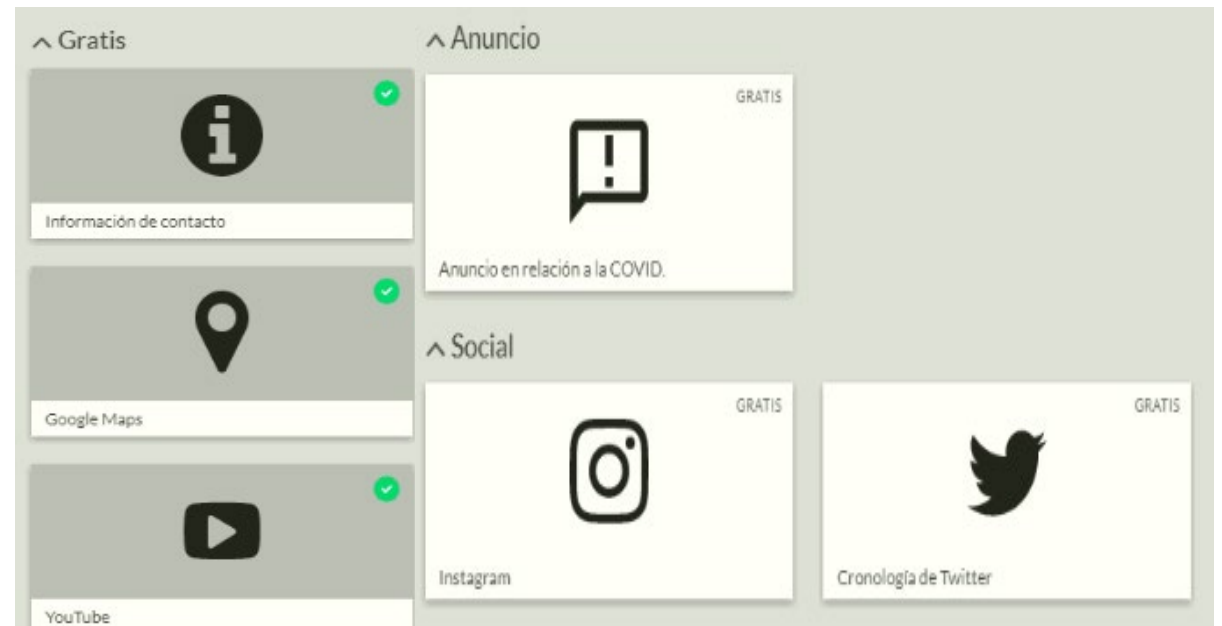 Gratis
Información de contacto
Google Maps
YouTube
Anuncio
GRATIS
Anuncio en relación a la COVID.
Social
GRATIS
Instagram
GRATIS
Cronología de Twitter